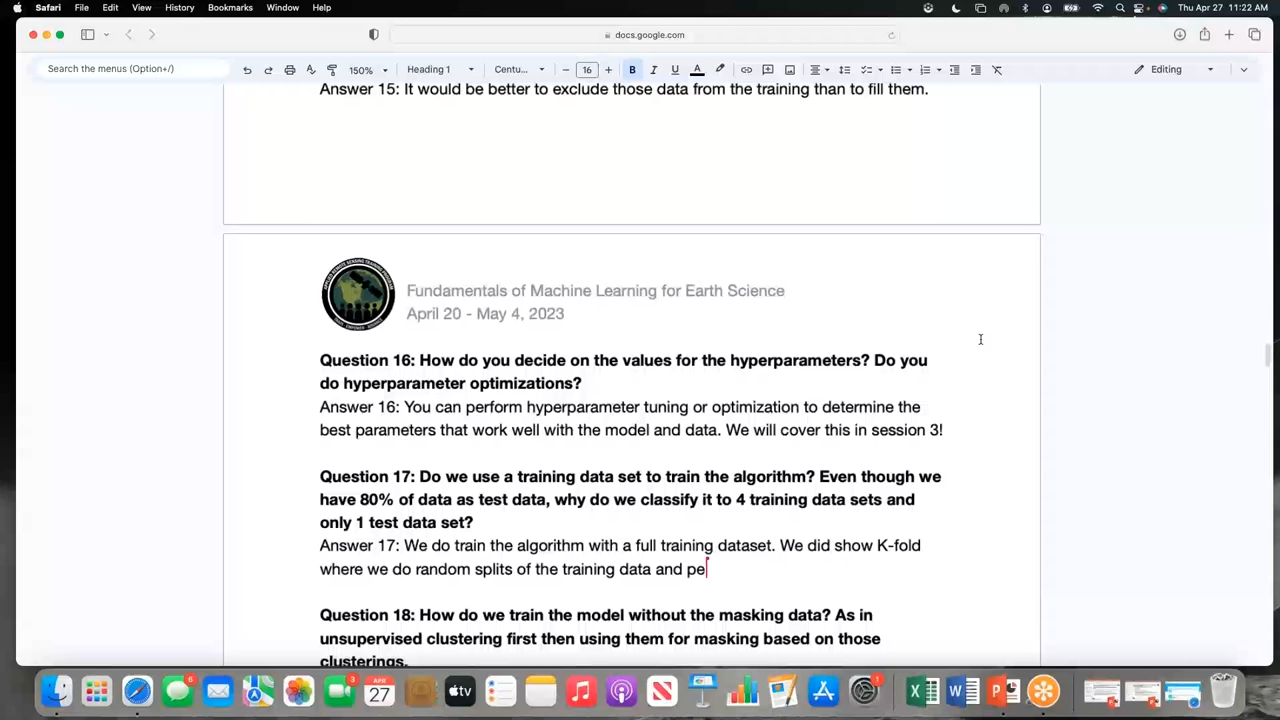 Safari File Edit View History Bookmarks Window Help Thu Apr 27 11:22 AM
docs.google.com
Search the menus (Option+/) 150% Heading 1 Centu... 16 B I U A Editing
Answer 15: It would be better to exclude those data from the training than to fill them.
Fundamentals of Machine Learning for Earth Science
April 20 - May 4, 2023
Question 16: How do you decide on the values for the hyperparameters? Do you
do hyperparameter optimizations?
Answer 16: You can perform hyperparameter tuning or optimization to determine the
best parameters that work well with the model and data. We will cover this in session 3!
Question 17: Do we use a training data set to train the algorithm? Even though we
have 80% of data as test data, why do we classify it to 4 training data sets and
only 1 test data set?
Answer 17: We do train the algorithm with a full training dataset. We did show K-fold
where we do random splits of the training data and pe
Question 18: How do we train the model without the masking data? As in
unsupervised clustering first then using them for masking based on those
clusterings.
6 3 APR 27 tv 1